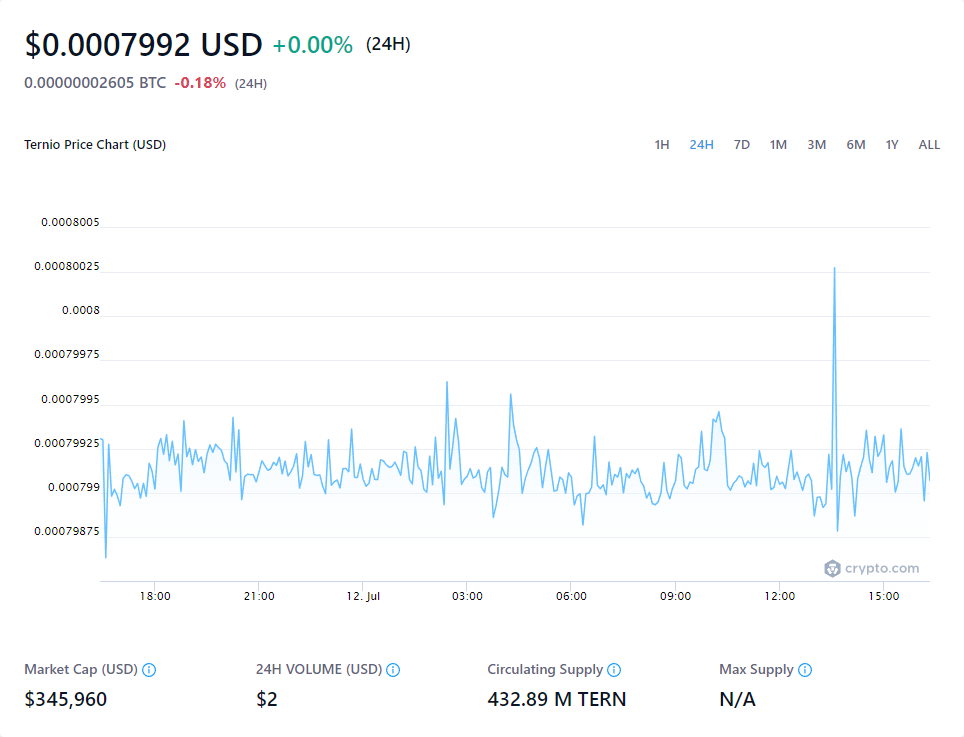 $0.0007992 USD +0.00% (24H)
0.00000002605 BTC -0.18% (24H)
Ternio Price Chart (USD)
1H 24H 7D 1M 3M 6M 1Y ALL
0.0008005
0.00080025
0.0008
0.00079975
0.0007995
0.00079925
0.000799
0.00079875
crypto.com
18:00 21:00 12. Jul 03:00 06:00 09:00 12:00 15:00
Market Cap (USD) 24H VOLUME (USD) Circulating Supply Max Supply
$345,960 $2 432.89 M TERN N/A